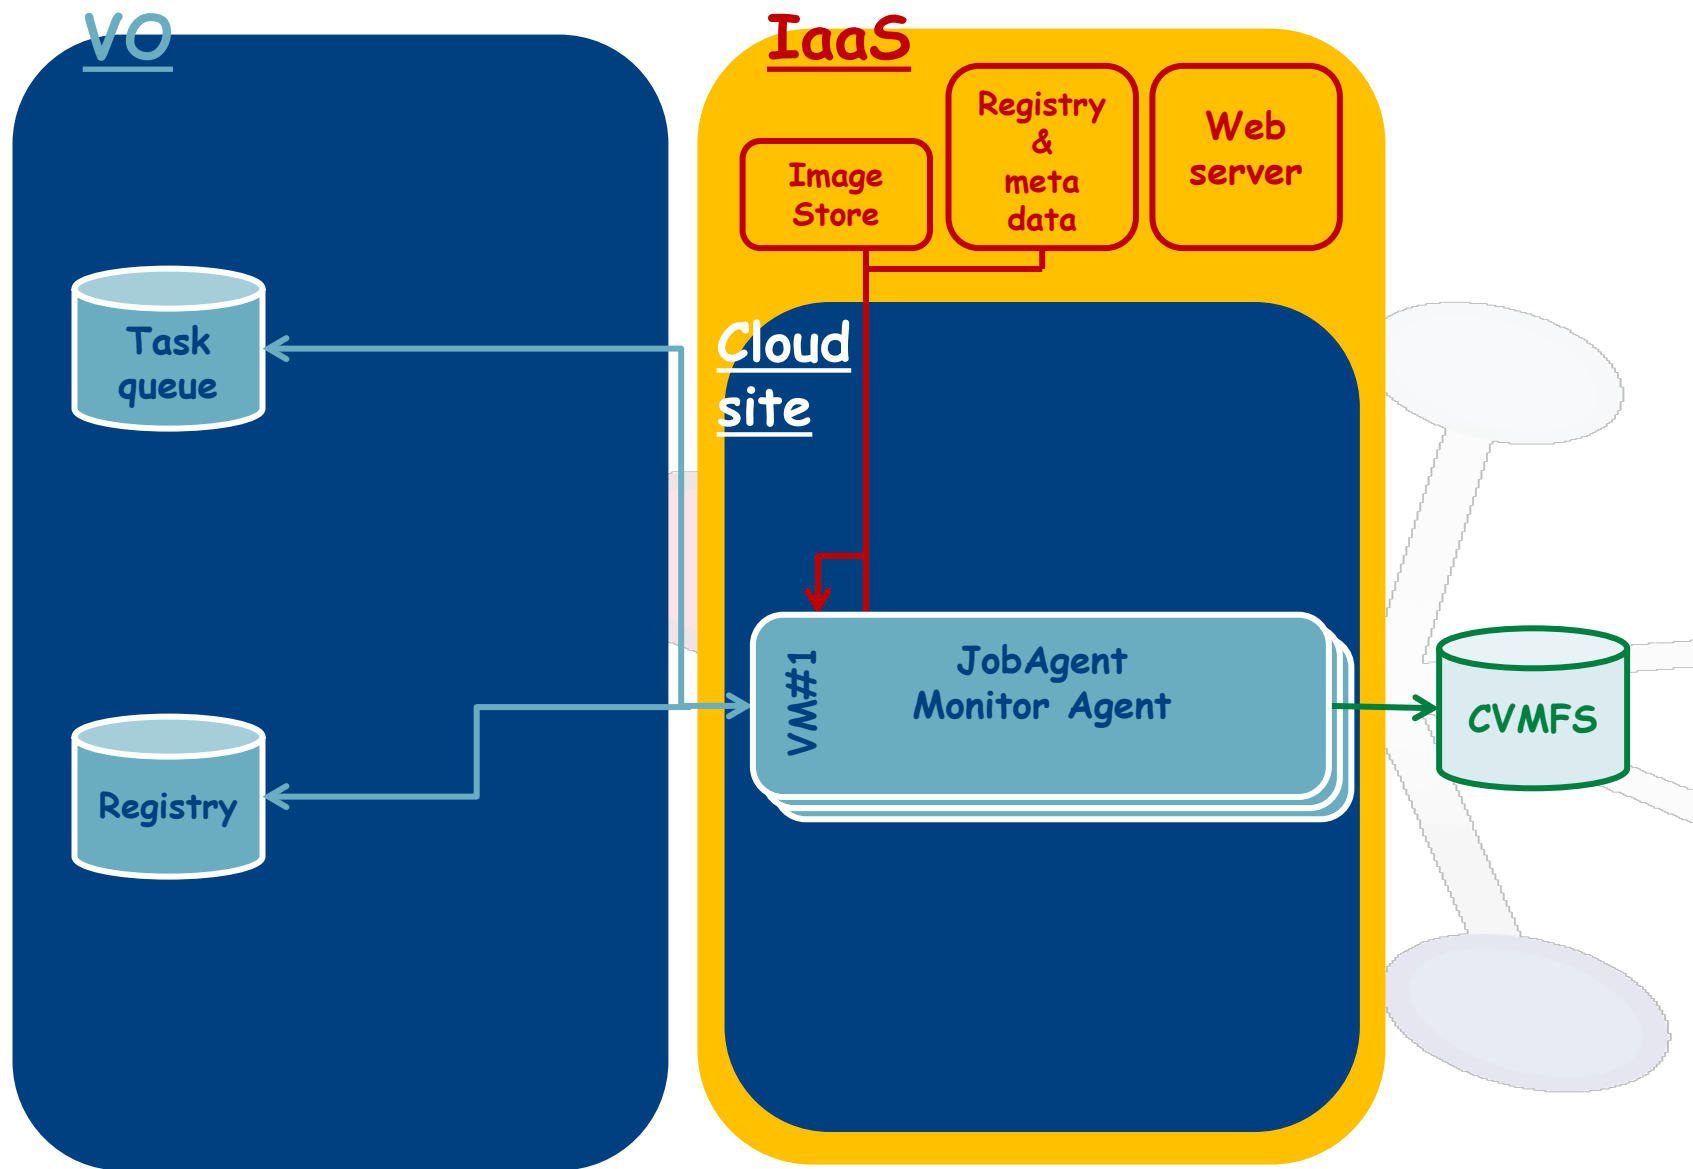 VO
IaaS
Registry
&
meta
data
Web
server
Image
Store
Cloud
site
Task
queue
VM#1
JobAgent
Monitor Agent
CVMFS
Registry